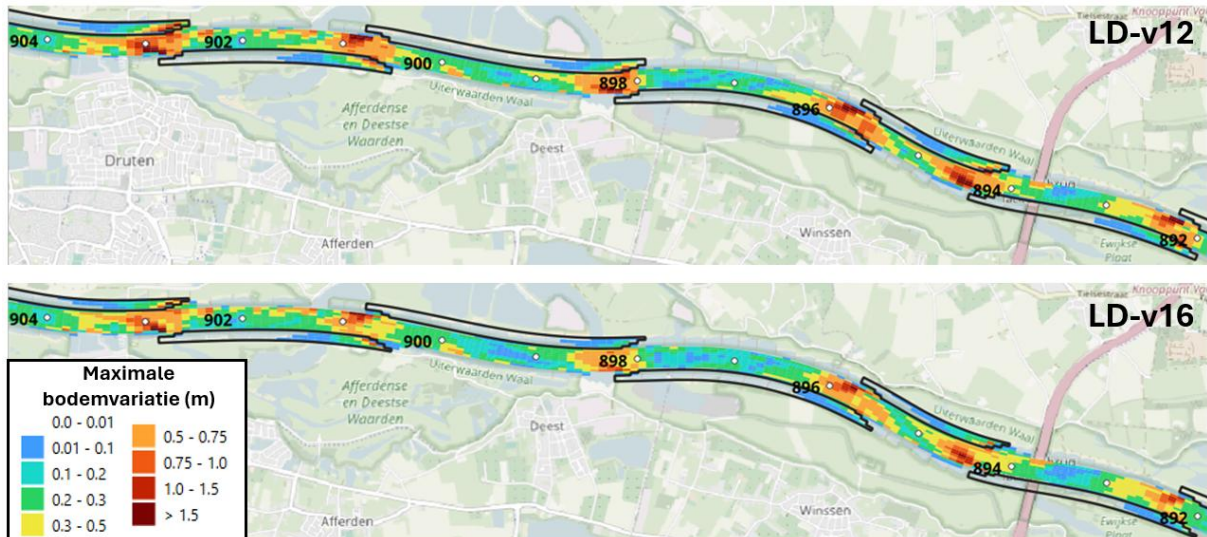 Knooppunt Va
Tielsestraat
LD-v12
904
902
900
898
896
894
892
Uiterwaarden Waal
Uiterwaarden Waal
Afferdense
en Deestse
Waarden
Druten
Deest
Afferden
Winssen
Ewijkse
Plaat
Knooppunt Va
Tielsestraat
LD-v16
904
902
900
898
896
894
892
Uiterwaarden Waal
Uiterwaarden Waal
Afferdense
en Deestse
Waarden
Deest
Afferden
Winssen
Ewijkse
Plaat
Maximale
bodemvariatie (m)
0.0 - 0.01
0.01 - 0.1
0.1 - 0.2
0.2 - 0.3
0.3 - 0.5
0.5 - 0.75
0.75 - 1.0
1.0 - 1.5
> 1.5